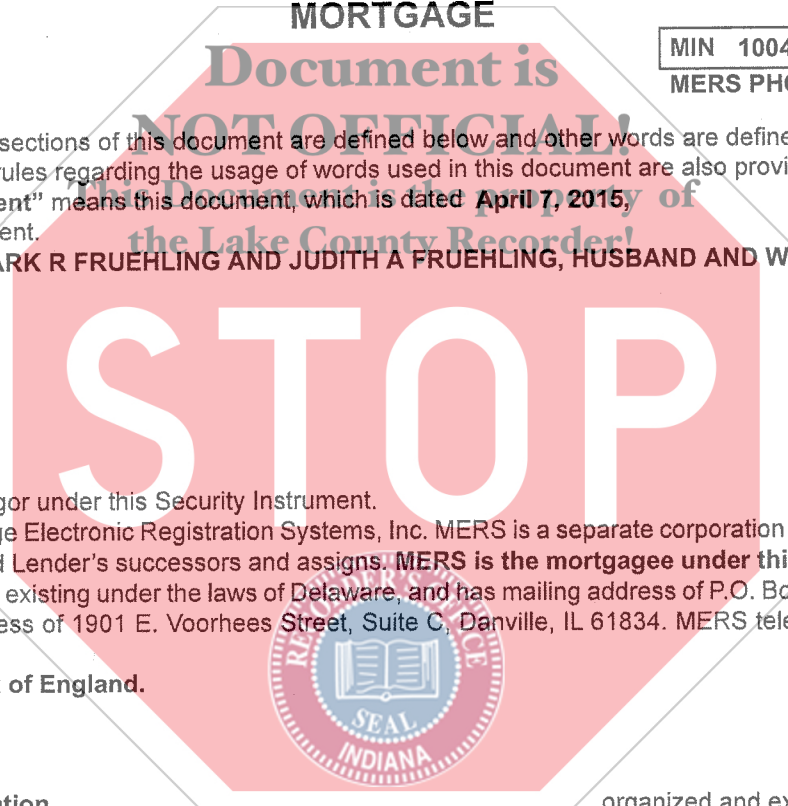 MORTGAGE
Document is
MIN 1004
MERS PHO
NOT OFFICIAL!
sections of this document are defined below and other words are define
rules regarding the usage of words used in this document are also provi
This Document is the property of
ent” means this document, which is dated April 7, 2015,
ent.
the Lake County Recorder!
ARK R FRUEHLING AND JUDITH A FRUEHLING, HUSBAND AND W
STOP
gor under this Security Instrument.
ge Electronic Registration Systems, Inc. MERS is a separate corporation
d Lender’s successors and assigns. MERS is the mortgagee under thi
existing under the laws of Delaware, and has mailing address of P.O. Bo
ess of 1901 E. Voorhees Street, Suite C, Danville, IL 61834. MERS tele
RECORDER'S OFFICE
of England.
SEAL
INDIANA
ation
organized and ex